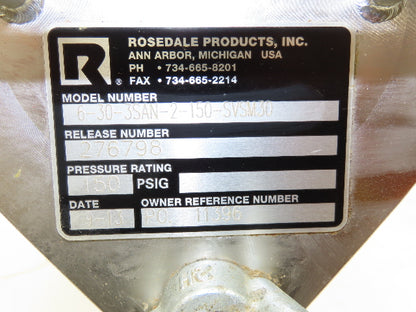 ROSEDALE PRODUCTS, INC.
ANN ARBOR, MICHIGAN USA
PH • 734-665-8201
R ® FAX • 734-665-2214
MODEL NUMBER
6-30-3SAN-2-150-SVSM30
RELEASE NUMBER
276798
PRESSURE RATING
150 PSIG
DATE OWNER REFERENCE NUMBER